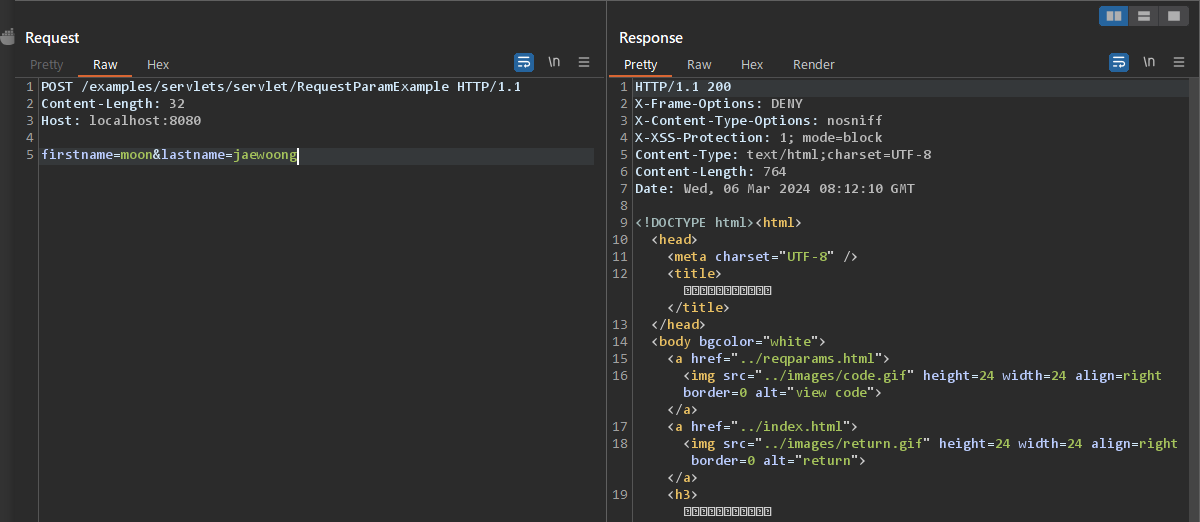 Request
Pretty Raw Hex \n
1 POST /examples/servlets/servlet/RequestParamExample HTTP/1.1
2 Content-Length: 32
3 Host: localhost:8080
4
5 firstname=moon&lastname=jaewoong
Response
Pretty Raw Hex Render \n
1 HTTP/1.1 200
2 X-Frame-Options: DENY
3 X-Content-Type-Options: nosniff
4 X-XSS-Protection: 1; mode=block
5 Content-Type: text/html;charset=UTF-8
6 Content-Length: 764
7 Date: Wed, 06 Mar 2024 08:12:10 GMT
8
9 <!DOCTYPE html><html>
10 <head>
11 <meta charset="UTF-8" />
12 <title>
</title>
13 </head>
14 <body bgcolor="white">
15 <a href="../reqparams.html">
16 <img src="../images/code.gif" height=24 width=24 align=right
border=0 alt="view code">
</a>
17 <a href="../index.html">
18 <img src="../images/return.gif" height=24 width=24 align=right
border=0 alt="return">
</a>
19 <h3>